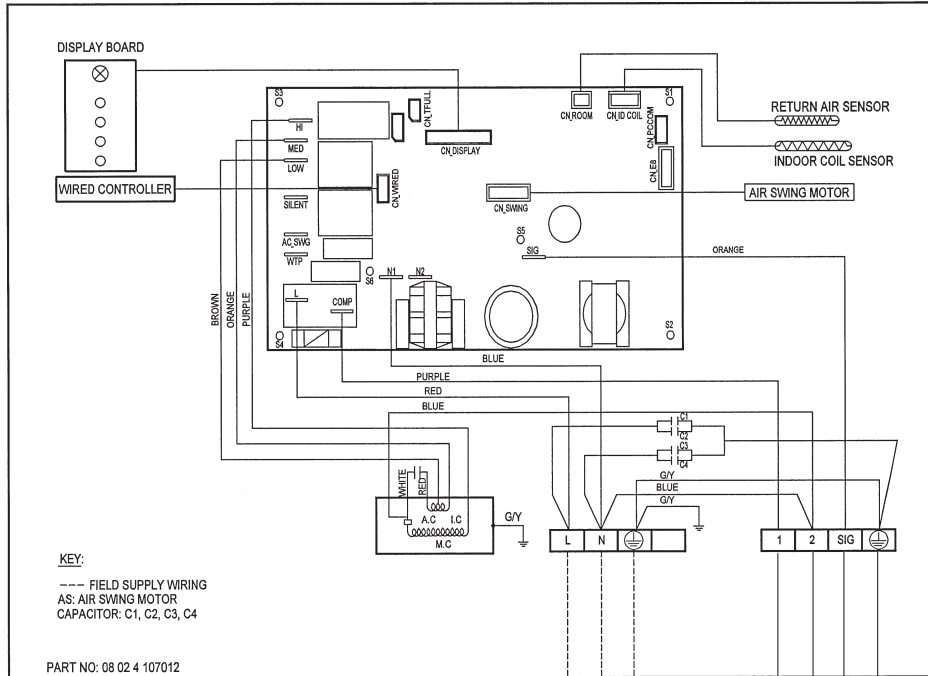 DISPLAY BOARD
WIRED CONTROLLER
S3
HI
MED
LOW
SILENT
AC_SWG
WTP
L
COMP
S4
CN_TFULL
CN_DISPLAY
CN_WIRED
CN_ROOM
CN_ID COIL
S1
CN_PCCOM
CN_E8
CN_SWING
S5
SIG
S6
N1
N2
S2
RETURN AIR SENSOR
INDOOR COIL SENSOR
AIR SWING MOTOR
ORANGE
BROWN
ORANGE
PURPLE
BLUE
PURPLE
RED
BLUE
C1
C2
C3
C4
G/Y
BLUE
G/Y
WHITE
RED
A.C
I.C
M.C
G/Y
L
N
1
2
SIG
KEY:
--- FIELD SUPPLY WIRING
AS: AIR SWING MOTOR
CAPACITOR: C1, C2, C3, C4
PART NO: 08 02 4 107012